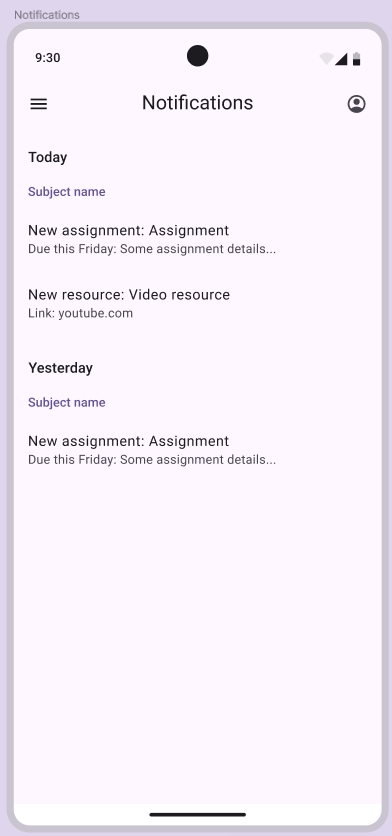 Notifications
9:30
Notifications
Today
Subject name
New assignment: Assignment
Due this Friday: Some assignment details...
New resource: Video resource
Link: youtube.com
Yesterday
Subject name
New assignment: Assignment
Due this Friday: Some assignment details...